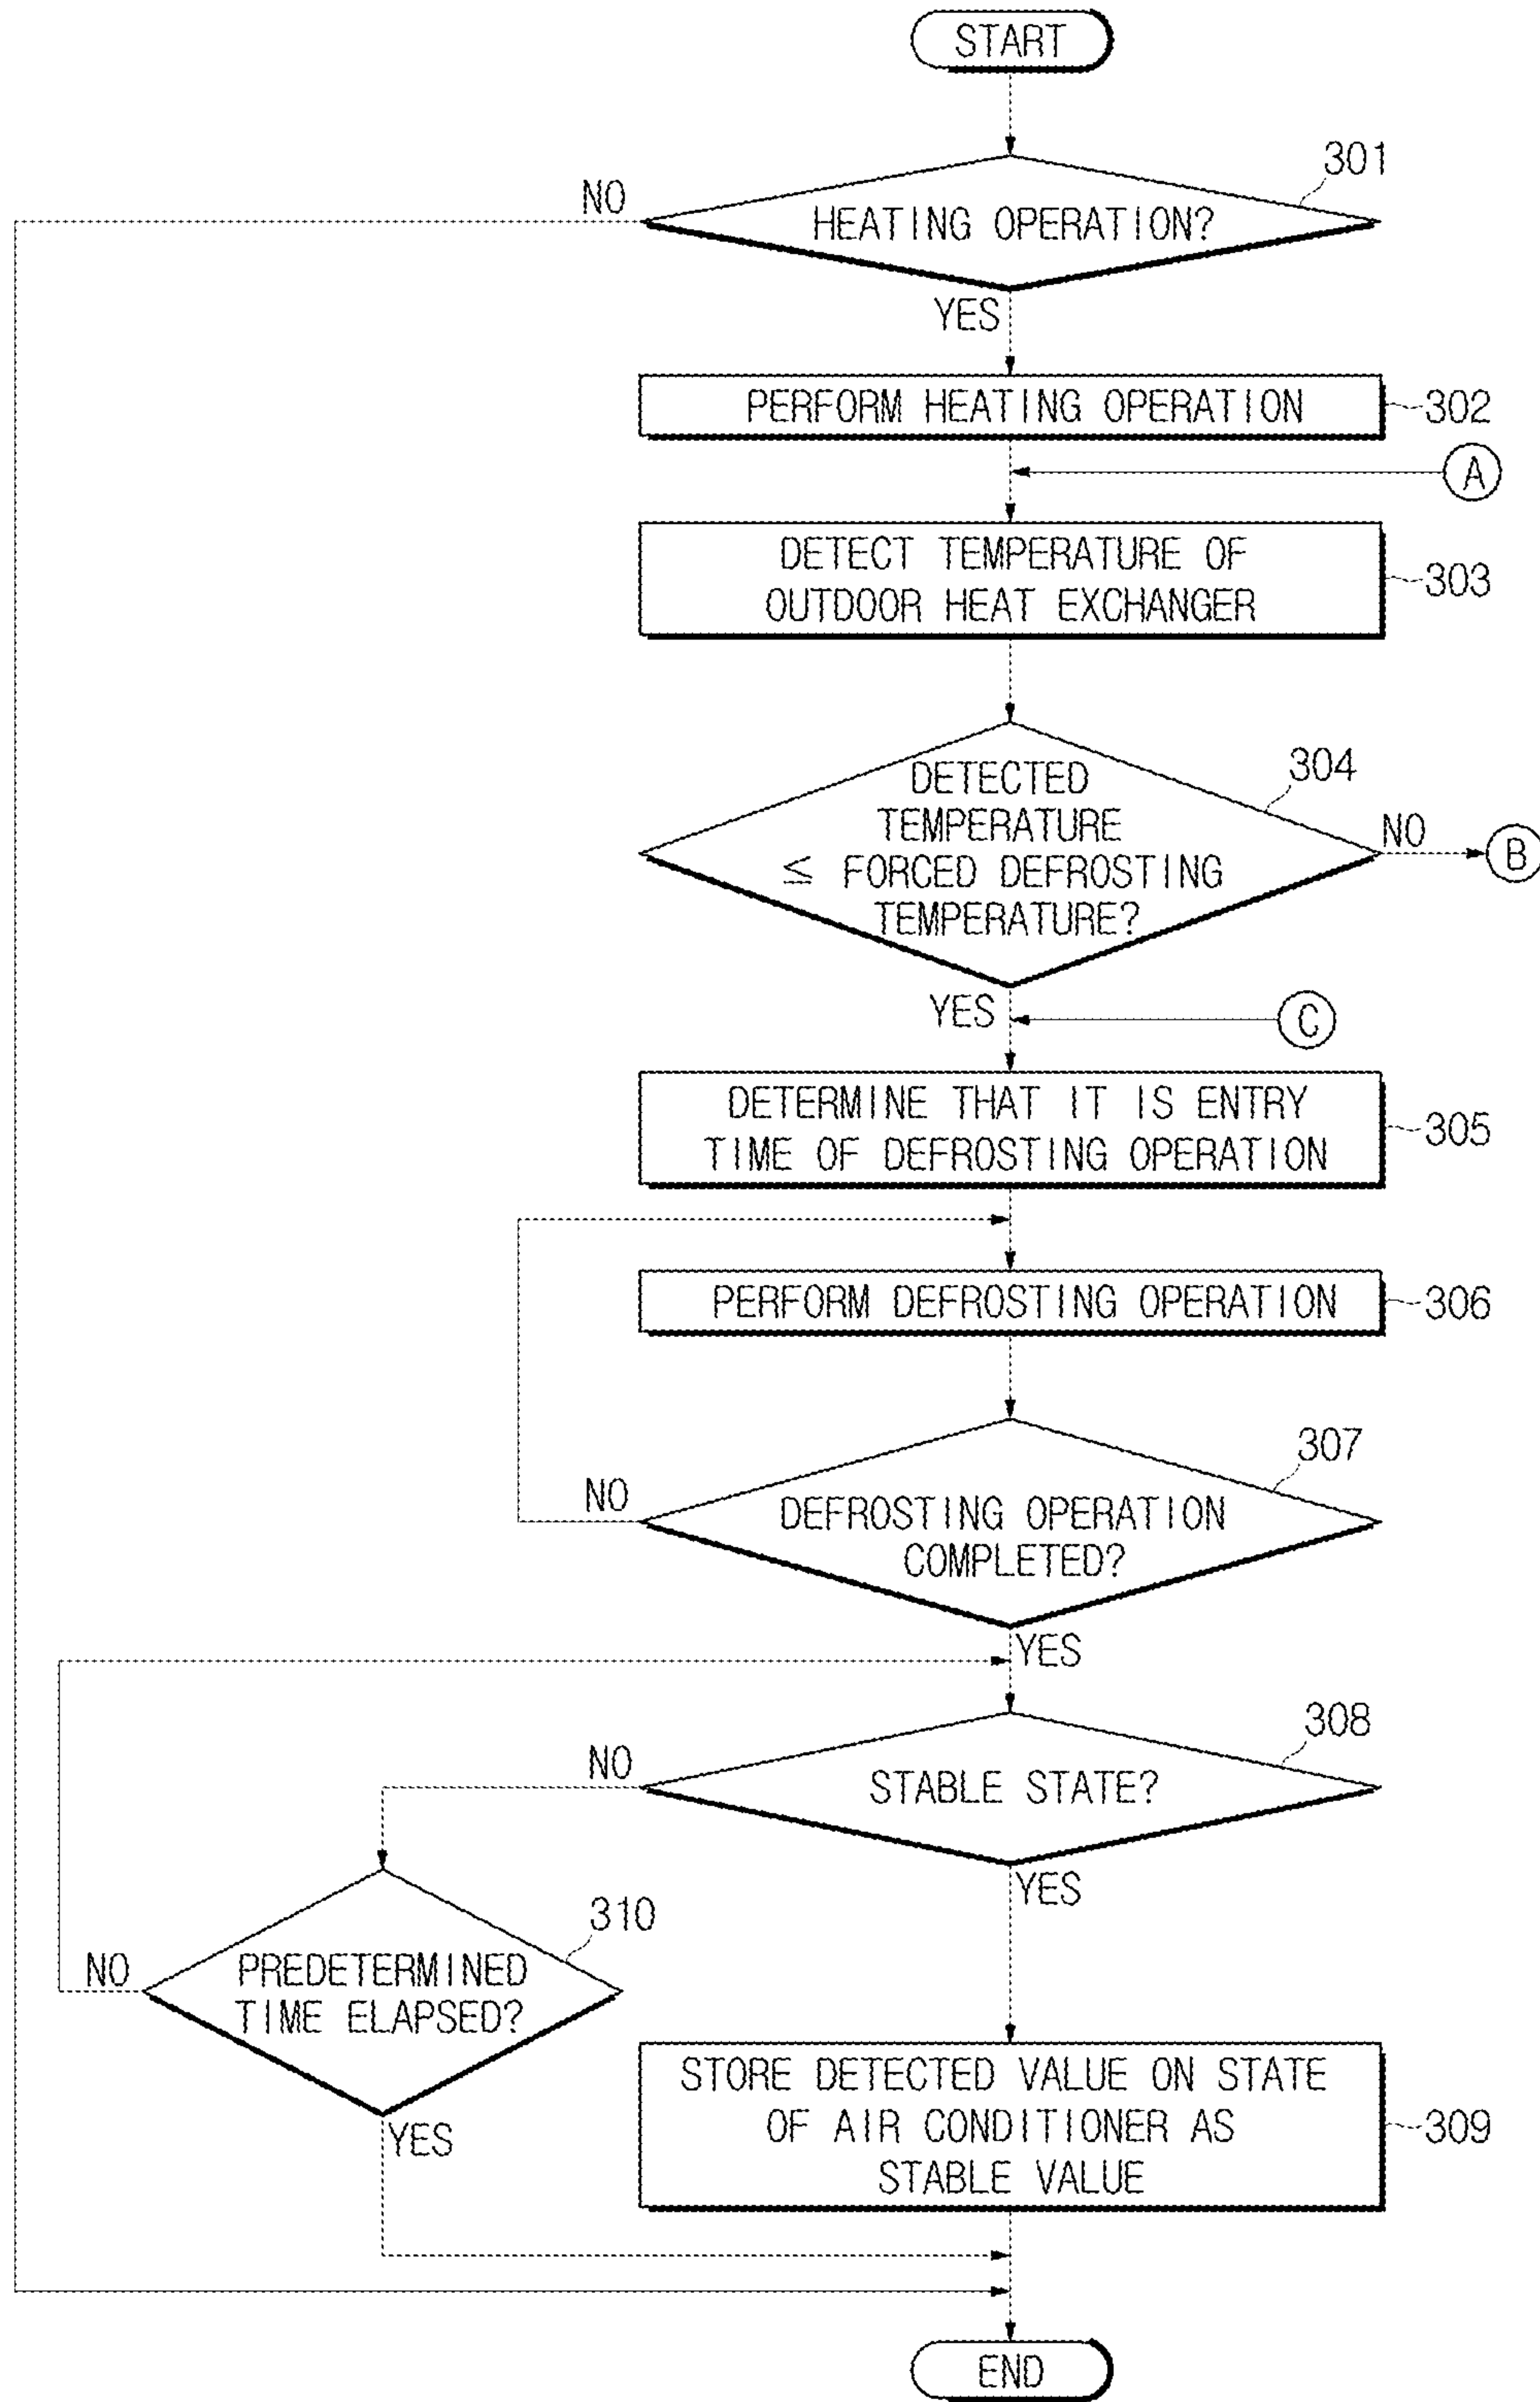 START
301
NO
HEATING OPERATION?
YES
PERFORM HEATING OPERATION
302
A
DETECT TEMPERATURE OF
OUTDOOR HEAT EXCHANGER
303
304
DETECTED
TEMPERATURE
≤ FORCED DEFROSTING
TEMPERATURE?
NO
B
YES
C
DETERMINE THAT IT IS ENTRY
TIME OF DEFROSTING OPERATION
305
PERFORM DEFROSTING OPERATION
306
307
NO
DEFROSTING OPERATION
COMPLETED?
YES
308
NO
STABLE STATE?
YES
310
NO
PREDETERMINED
TIME ELAPSED?
YES
STORE DETECTED VALUE ON STATE
OF AIR CONDITIONER AS
STABLE VALUE
309
END